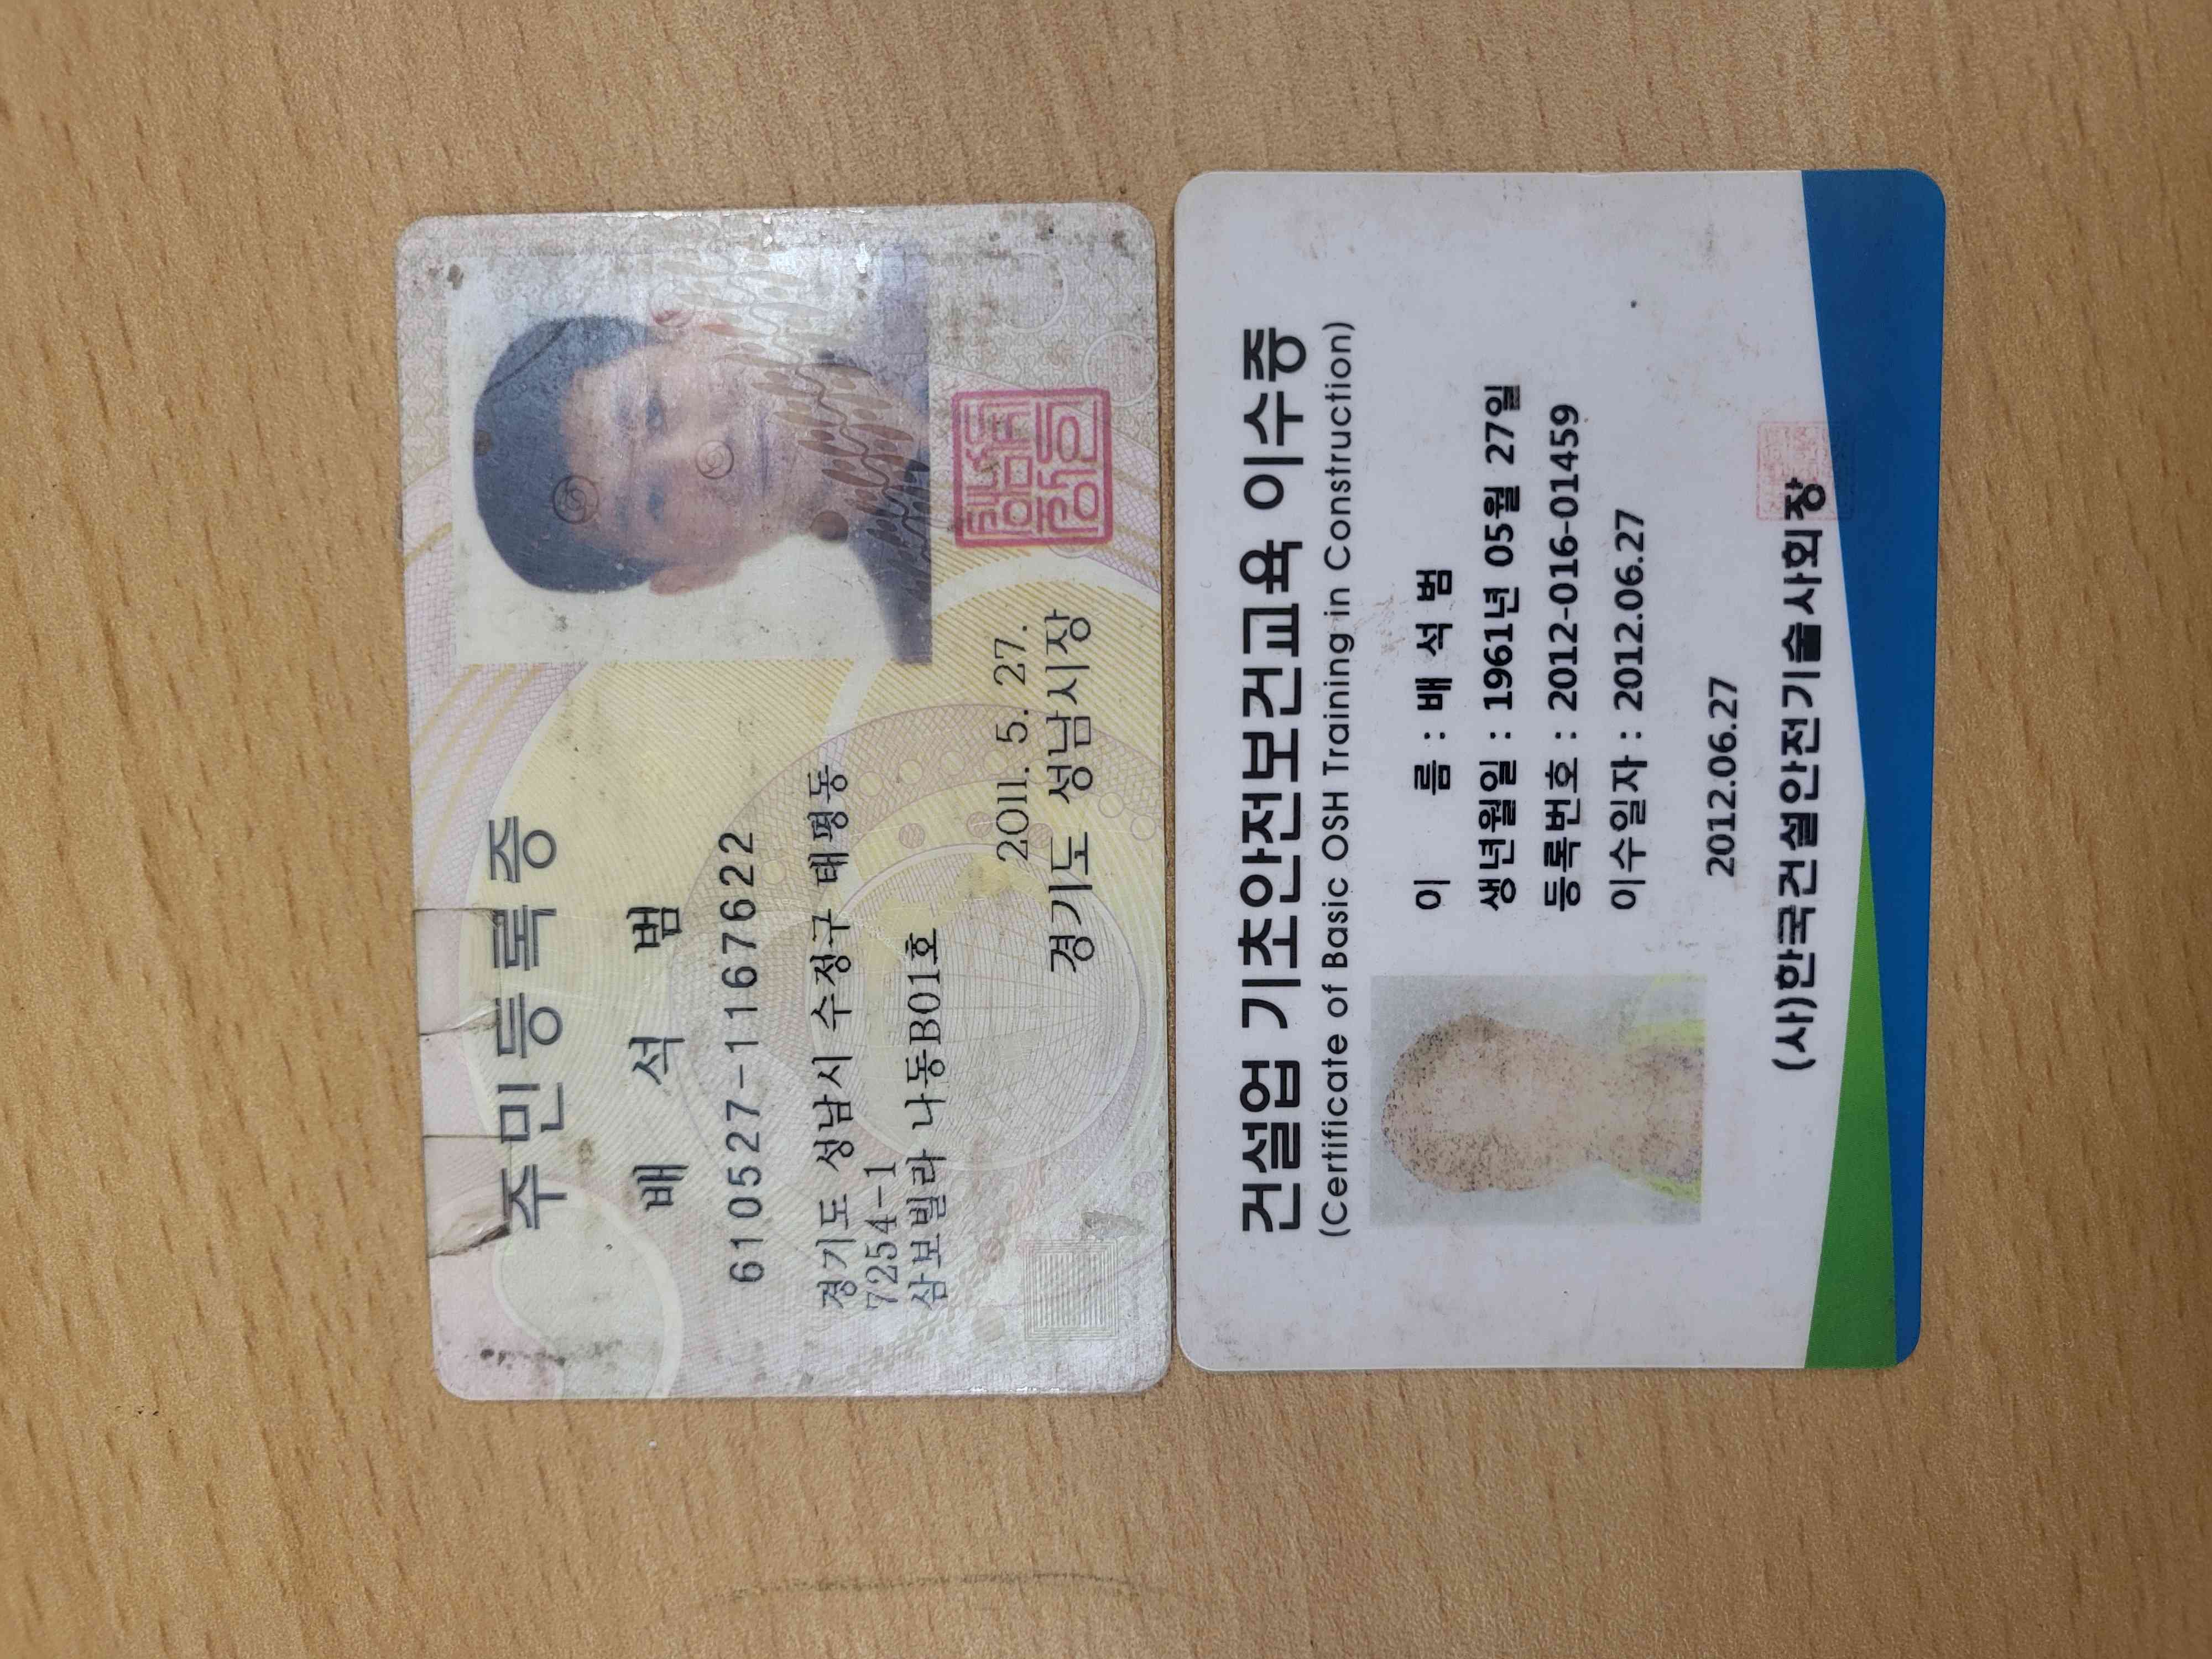 주민등록증
배 석 범
610527-1167622
경기도 성남시 수정구 태평동
7254-1
삼보빌라 나동B01호
2011. 5. 27.
경기도 성남시장
건설업 기초안전보건교육 이수증
(Certificate of Basic OSH Training in Construction)
이 름 : 배 석 범
생년월일 : 1961년 05월 27일
등록번호 : 2012-016-01459
이수일자 : 2012.06.27
2012.06.27
(사)한국건설안전기술사회장